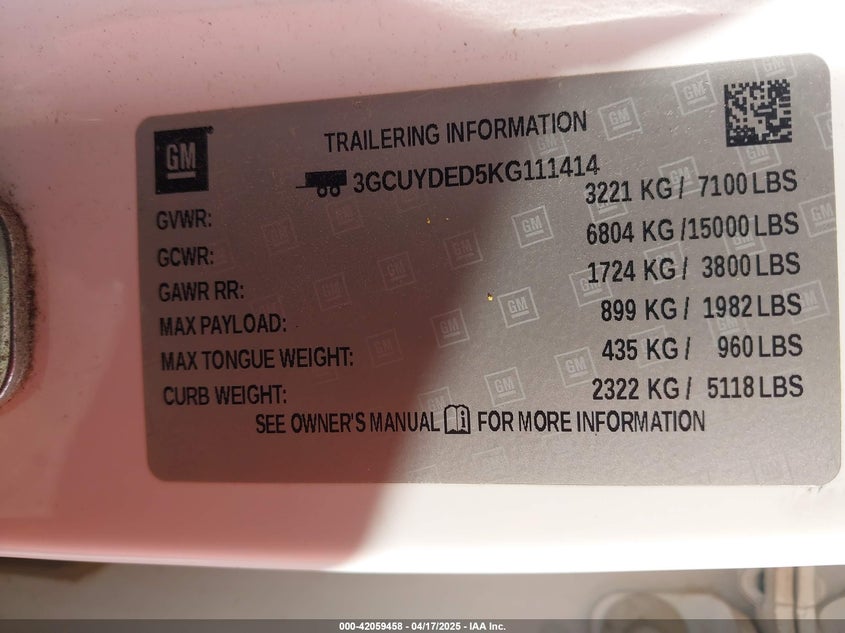 GM
TRAILERING INFORMATION
3GCUYDED5KG111414
GVWR: 3221 KG / 7100 LBS
GCWR: 6804 KG /15000 LBS
GAWR RR: 1724 KG / 3800 LBS
MAX PAYLOAD: 899 KG / 1982 LBS
MAX TONGUE WEIGHT: 435 KG / 960 LBS
CURB WEIGHT: 2322 KG / 5118 LBS
SEE OWNER'S MANUAL FOR MORE INFORMATION
000-42059458 - 04/17/2025 - IAA Inc.